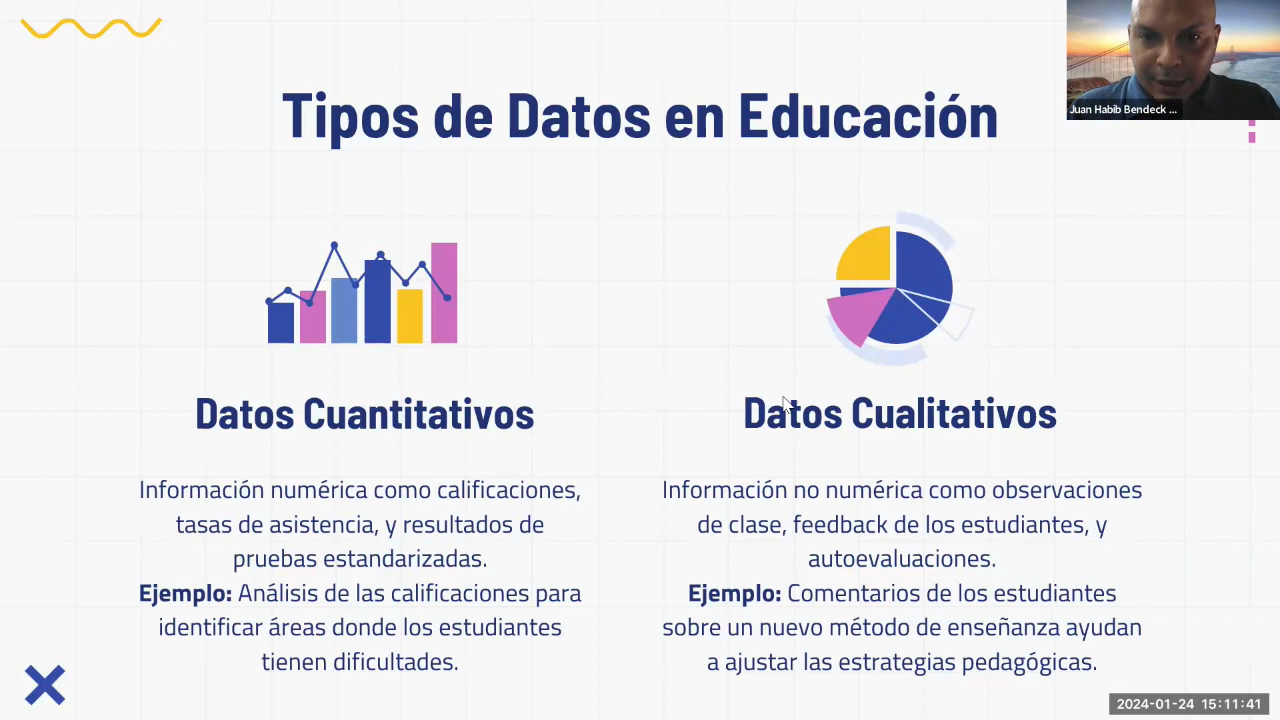 Juan Habib Bendeck ...
Tipos de Datos en Educación
Datos Cuantitativos
Información numérica como calificaciones,
tasas de asistencia, y resultados de
pruebas estandarizadas.
Ejemplo: Análisis de las calificaciones para
identificar áreas donde los estudiantes
tienen dificultades.
Datos Cualitativos
Información no numérica como observaciones
de clase, feedback de los estudiantes, y
autoevaluaciones.
Ejemplo: Comentarios de los estudiantes
sobre un nuevo método de enseñanza ayudan
a ajustar las estrategias pedagógicas.
2024-01-24 15:11:41